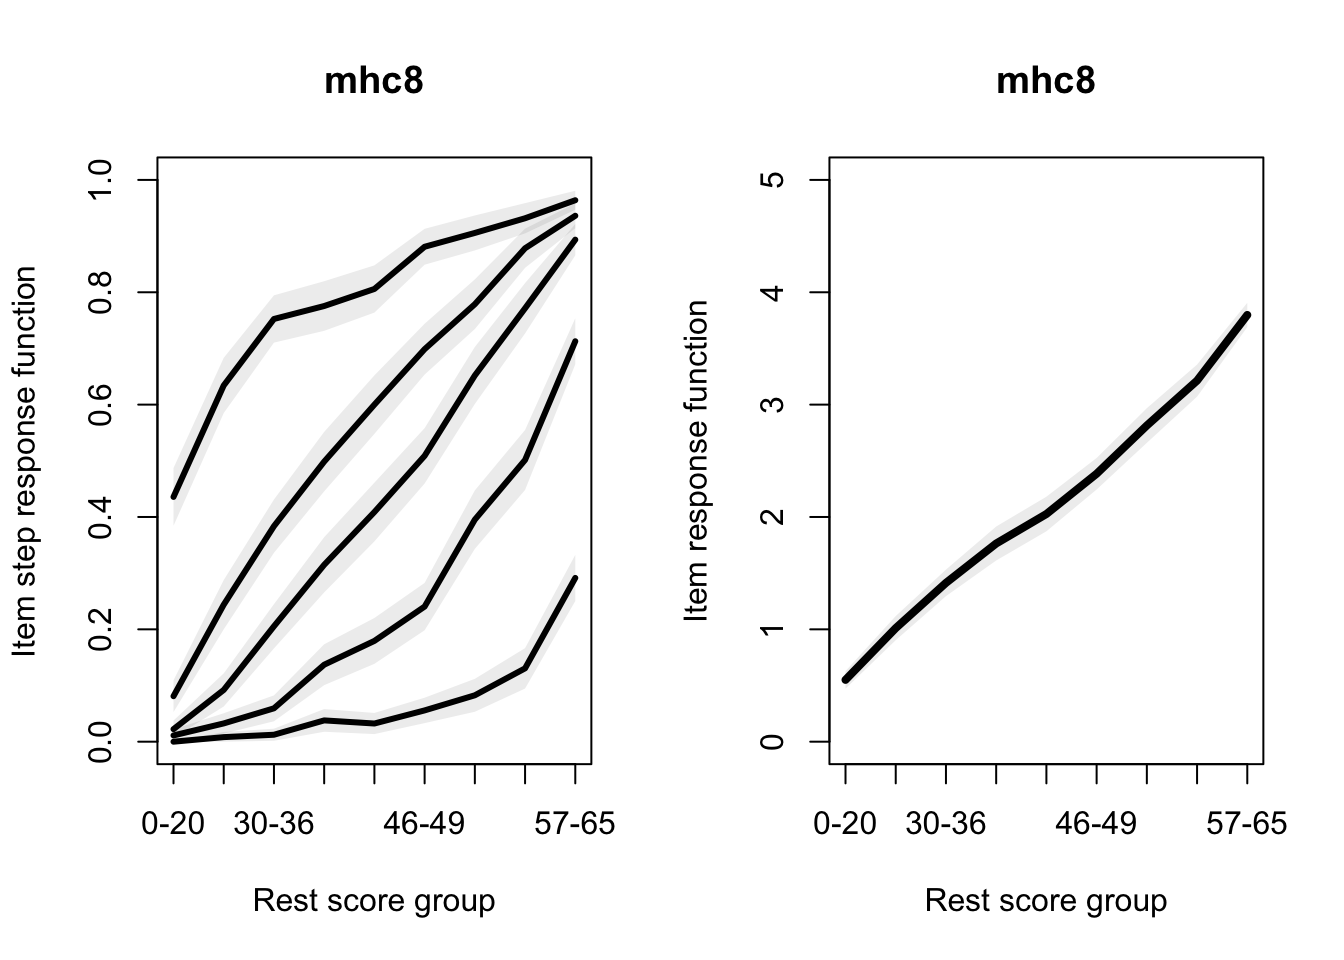 mhc8
Item step response function
1.0
0.8
0.6
0.4
0.2
0.0
0-20 30-36 46-49 57-65
Rest score group
mhc8
Item response function
5
4
3
2
1
0
0-20 30-36 46-49 57-65
Rest score group